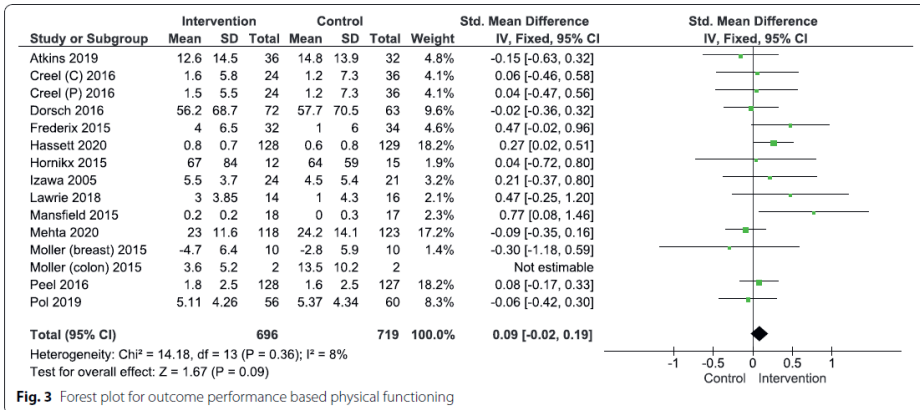 Intervention Control Std. Mean Difference Std. Mean Difference
Study or Subgroup Mean SD Total Mean SD Total Weight IV, Fixed, 95% CI IV, Fixed, 95% CI
Atkins 2019 12.6 14.5 36 14.8 13.9 32 4.8% -0.15 [-0.63, 0.32]
Creel (C) 2016 1.6 5.8 24 1.2 7.3 36 4.1% 0.06 [-0.46, 0.58]
Creel (P) 2016 1.5 5.5 24 1.2 7.3 36 4.1% 0.04 [-0.47, 0.56]
Dorsch 2016 56.2 68.7 72 57.7 70.5 63 9.6% -0.02 [-0.36, 0.32]
Frederix 2015 4 6.5 32 1 6 34 4.6% 0.47 [-0.02, 0.96]
Hassett 2020 0.8 0.7 128 0.6 0.8 129 18.2% 0.27 [0.02, 0.51]
Hornikx 2015 67 84 12 64 59 15 1.9% 0.04 [-0.72, 0.80]
Izawa 2005 5.5 3.7 24 4.5 5.4 21 3.2% 0.21 [-0.37, 0.80]
Lawrie 2018 3 3.85 14 1 4.3 16 2.1% 0.47 [-0.25, 1.20]
Mansfield 2015 0.2 0.2 18 0 0.3 17 2.3% 0.77 [0.08, 1.46]
Mehta 2020 23 11.6 118 24.2 14.1 123 17.2% -0.09 [-0.35, 0.16]
Moller (breast) 2015 -4.7 6.4 10 -2.8 5.9 10 1.4% -0.30 [-1.18, 0.59]
Moller (colon) 2015 3.6 5.2 2 13.5 10.2 2 Not estimable
Peel 2016 1.8 2.5 128 1.6 2.5 127 18.2% 0.08 [-0.17, 0.33]
Pol 2019 5.11 4.26 56 5.37 4.34 60 8.3% -0.06 [-0.42, 0.30]
Total (95% CI) 696 719 100.0% 0.09 [-0.02, 0.19]
Heterogeneity: Chi² = 14.18, df = 13 (P = 0.36); I² = 8%
Test for overall effect: Z = 1.67 (P = 0.09)
-1 -0.5 0 0.5 1
Control Intervention
Fig. 3 Forest plot for outcome performance based physical functioning